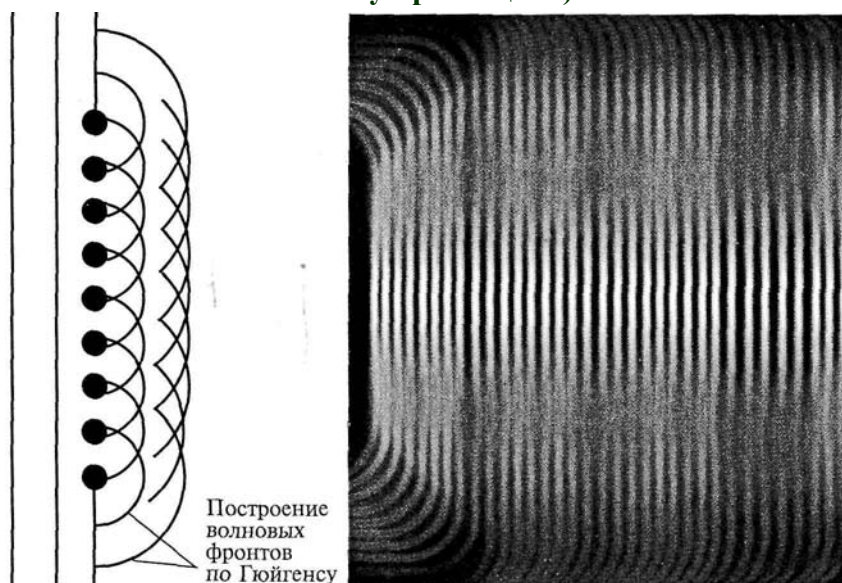 Построение
волновых
фронтов
по Гюйгенсу